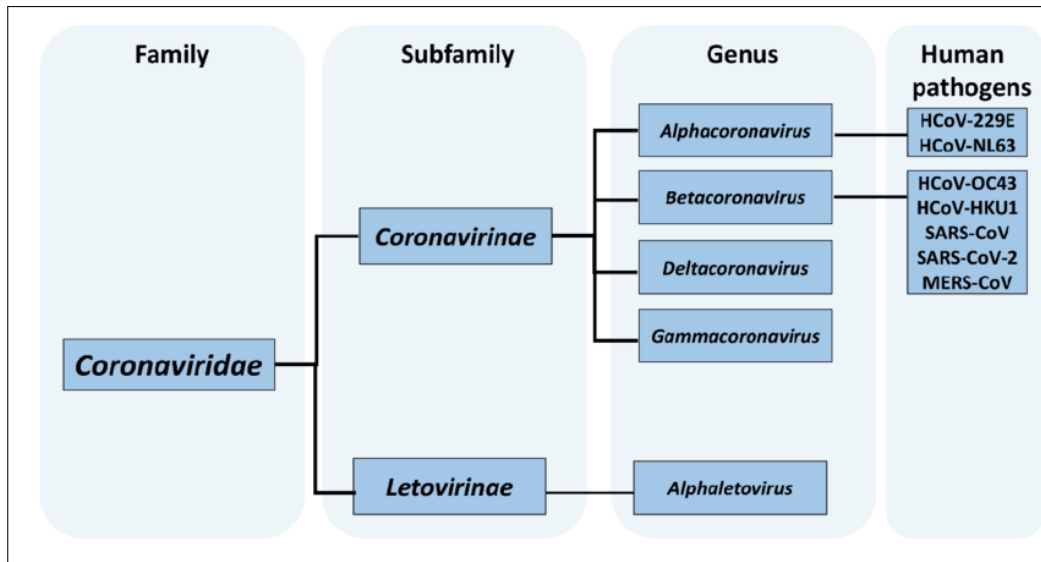 Family
Subfamily
Genus
Human
pathogens
Coronaviridae
Coronavirinae
Letovirinae
Alphacoronavirus
Betacoronavirus
Deltacoronavirus
Gammacoronavirus
Alphaletovirus
HCoV-229E
HCoV-NL63
HCoV-OC43
HCoV-HKU1
SARS-CoV
SARS-CoV-2
MERS-CoV